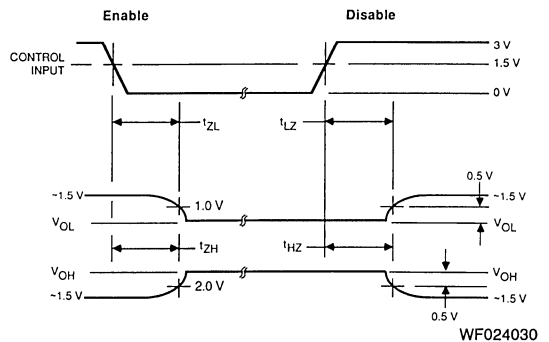 Enable
Disable
CONTROL
INPUT
3 V
1.5 V
0 V
tZL
tLZ
0.5 V
~1.5 V
1.0 V
~1.5 V
VOL
VOL
tZH
tHZ
VOH
VOH
~1.5 V
2.0 V
~1.5 V
0.5 V
WF024030